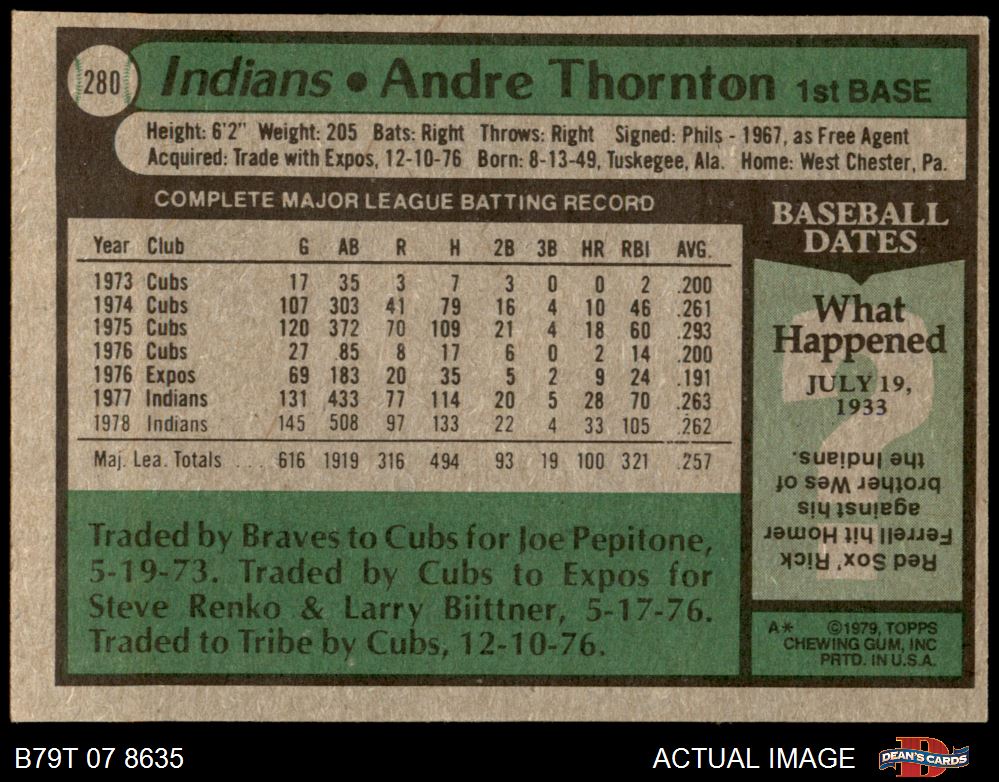 280
Indians • Andre Thornton 1st BASE
Height: 6'2" Weight: 205 Bats: Right Throws: Right Signed: Phils - 1967, as Free Agent
Acquired: Trade with Expos, 12-10-76 Born: 8-13-49, Tuskegee, Ala. Home: West Chester, Pa.
COMPLETE MAJOR LEAGUE BATTING RECORD
Year Club G AB R H 2B 3B HR RBI AVG.
1973 Cubs 17 35 3 7 3 0 0 2 .200
1974 Cubs 107 303 41 79 16 4 10 46 .261
1975 Cubs 120 372 70 109 21 4 18 60 .293
1976 Cubs 27 85 8 17 6 0 2 14 .200
1976 Expos 69 183 20 35 5 2 9 24 .191
1977 Indians 131 433 77 114 20 5 28 70 .263
1978 Indians 145 508 97 133 22 4 33 105 .262
Maj. Lea. Totals ... 616 1919 316 494 93 19 100 321 .257
Traded by Braves to Cubs for Joe Pepitone,
5-19-73. Traded by Cubs to Expos for
Steve Renko & Larry Biittner, 5-17-76.
Traded to Tribe by Cubs, 12-10-76.
BASEBALL
DATES
What
Happened
JULY 19,
1933
?
Red Sox' Rick
Ferrell hit Homer
against his
brother Wes of
the Indians.
A* ©1979, TOPPS
CHEWING GUM, INC
PRTD. IN U.S.A.
B79T 07 8635
ACTUAL IMAGE
D
DEAN'S CARDS